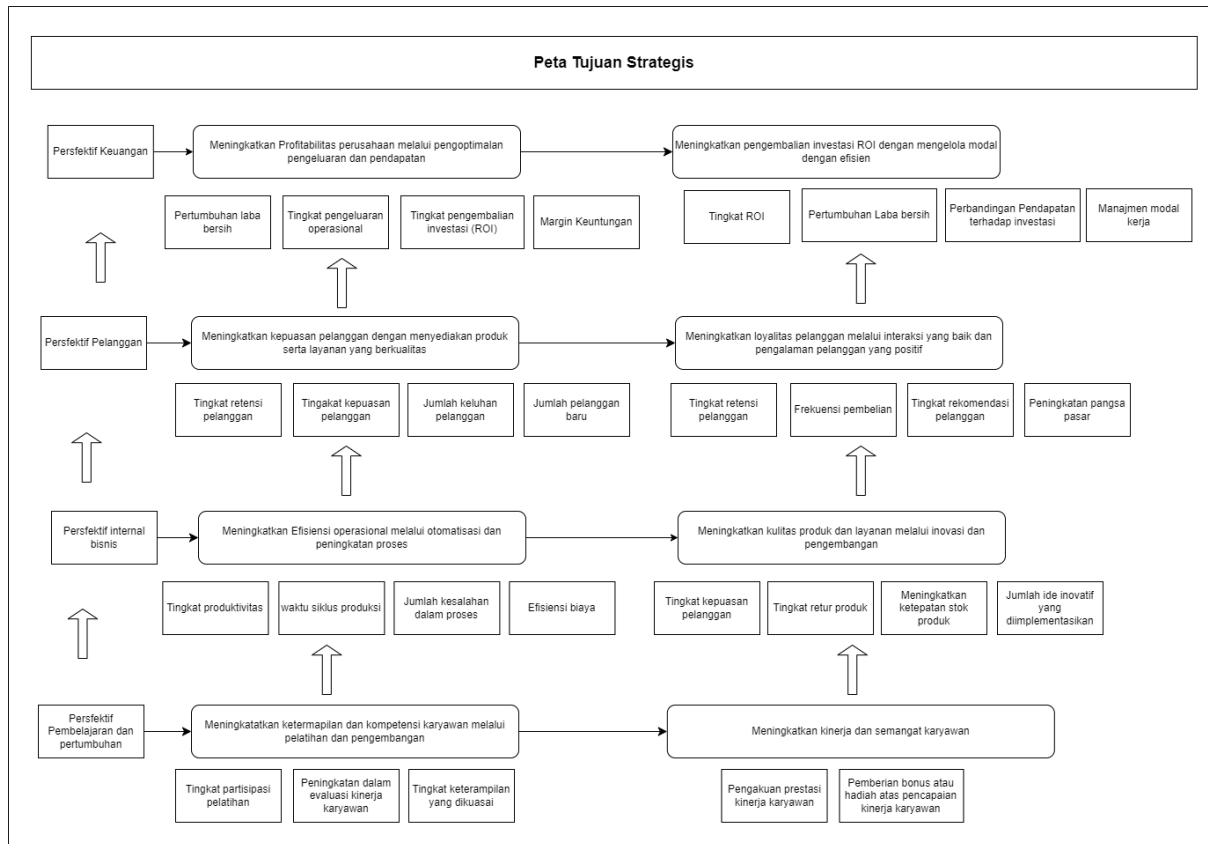 Peta Tujuan Strategis
Persfektif Keuangan
Meningkatkan Profitabilitas perusahaan melalui pengoptimalan
pengeluaran dan pendapatan
Meningkatkan pengembalian investasi ROI dengan mengelola modal
dengan efisien
Pertumbuhan laba
bersih
Tingkat pengeluaran
operasional
Tingkat pengembalian
investasi (ROI)
Margin Keuntungan
Tingkat ROI
Pertumbuhan Laba bersih
Perbandingan Pendapatan
terhadap investasi
Manajmen modal
kerja
Persfektif Pelanggan
Meningkatkan kepuasan pelanggan dengan menyediakan produk
serta layanan yang berkualitas
Meningkatkan loyalitas pelanggan melalui interaksi yang baik dan
pengalaman pelanggan yang positif
Tingkat retensi
pelanggan
Tingakat kepuasan
pelanggan
Jumlah keluhan
pelanggan
Jumlah pelanggan
baru
Tingkat retensi
pelanggan
Frekuensi pembelian
Tingkat rekomendasi
pelanggan
Peningkatan pangsa
pasar
Persfektif internal
bisnis
Meningkatkan Efisiensi operasional melalui otomatisasi dan
peningkatan proses
Meningkatkan kulitas produk dan layanan melalui inovasi dan
pengembangan
Tingkat produktivitas
waktu siklus produksi
Jumlah kesalahan
dalam proses
Efisiensi biaya
Tingkat kepuasan
pelanggan
Tingkat retur produk
Meningkatkan
ketepatan stok
produk
Jumlah ide inovatif
yang
diimplementasikan
Persfektif
Pembelajaran dan
pertumbuhan
Meningkatatkan ketermapilan dan kompetensi karyawan melalui
pelatihan dan pengembangan
Meningkatkan kinerja dan semangat karyawan
Tingkat partisipasi
pelatihan
Peningkatan dalam
evaluasi kinerja
karyawan
Tingkat keterampilan
yang dikuasai
Pengakuan prestasi
kinerja karyawan
Pemberian bonus atau
hadiah atas pencapaian
kinerja karyawan